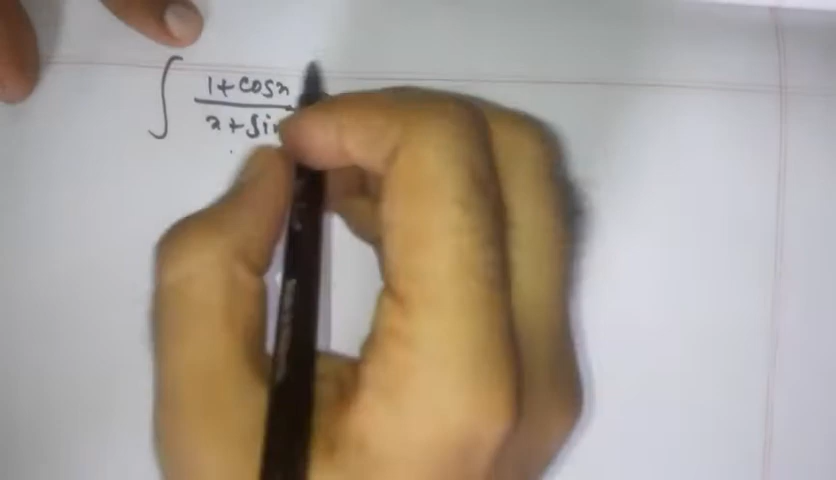 ∫ 1+cosx
x+sin